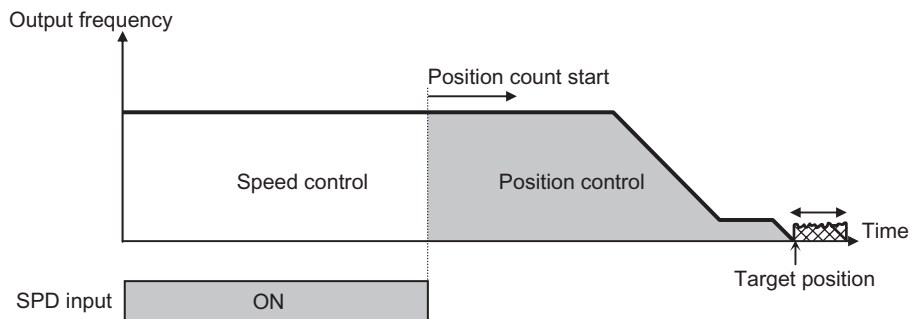 Output frequency
Position count start
Speed control
Position control
Time
Target position
SPD input
ON